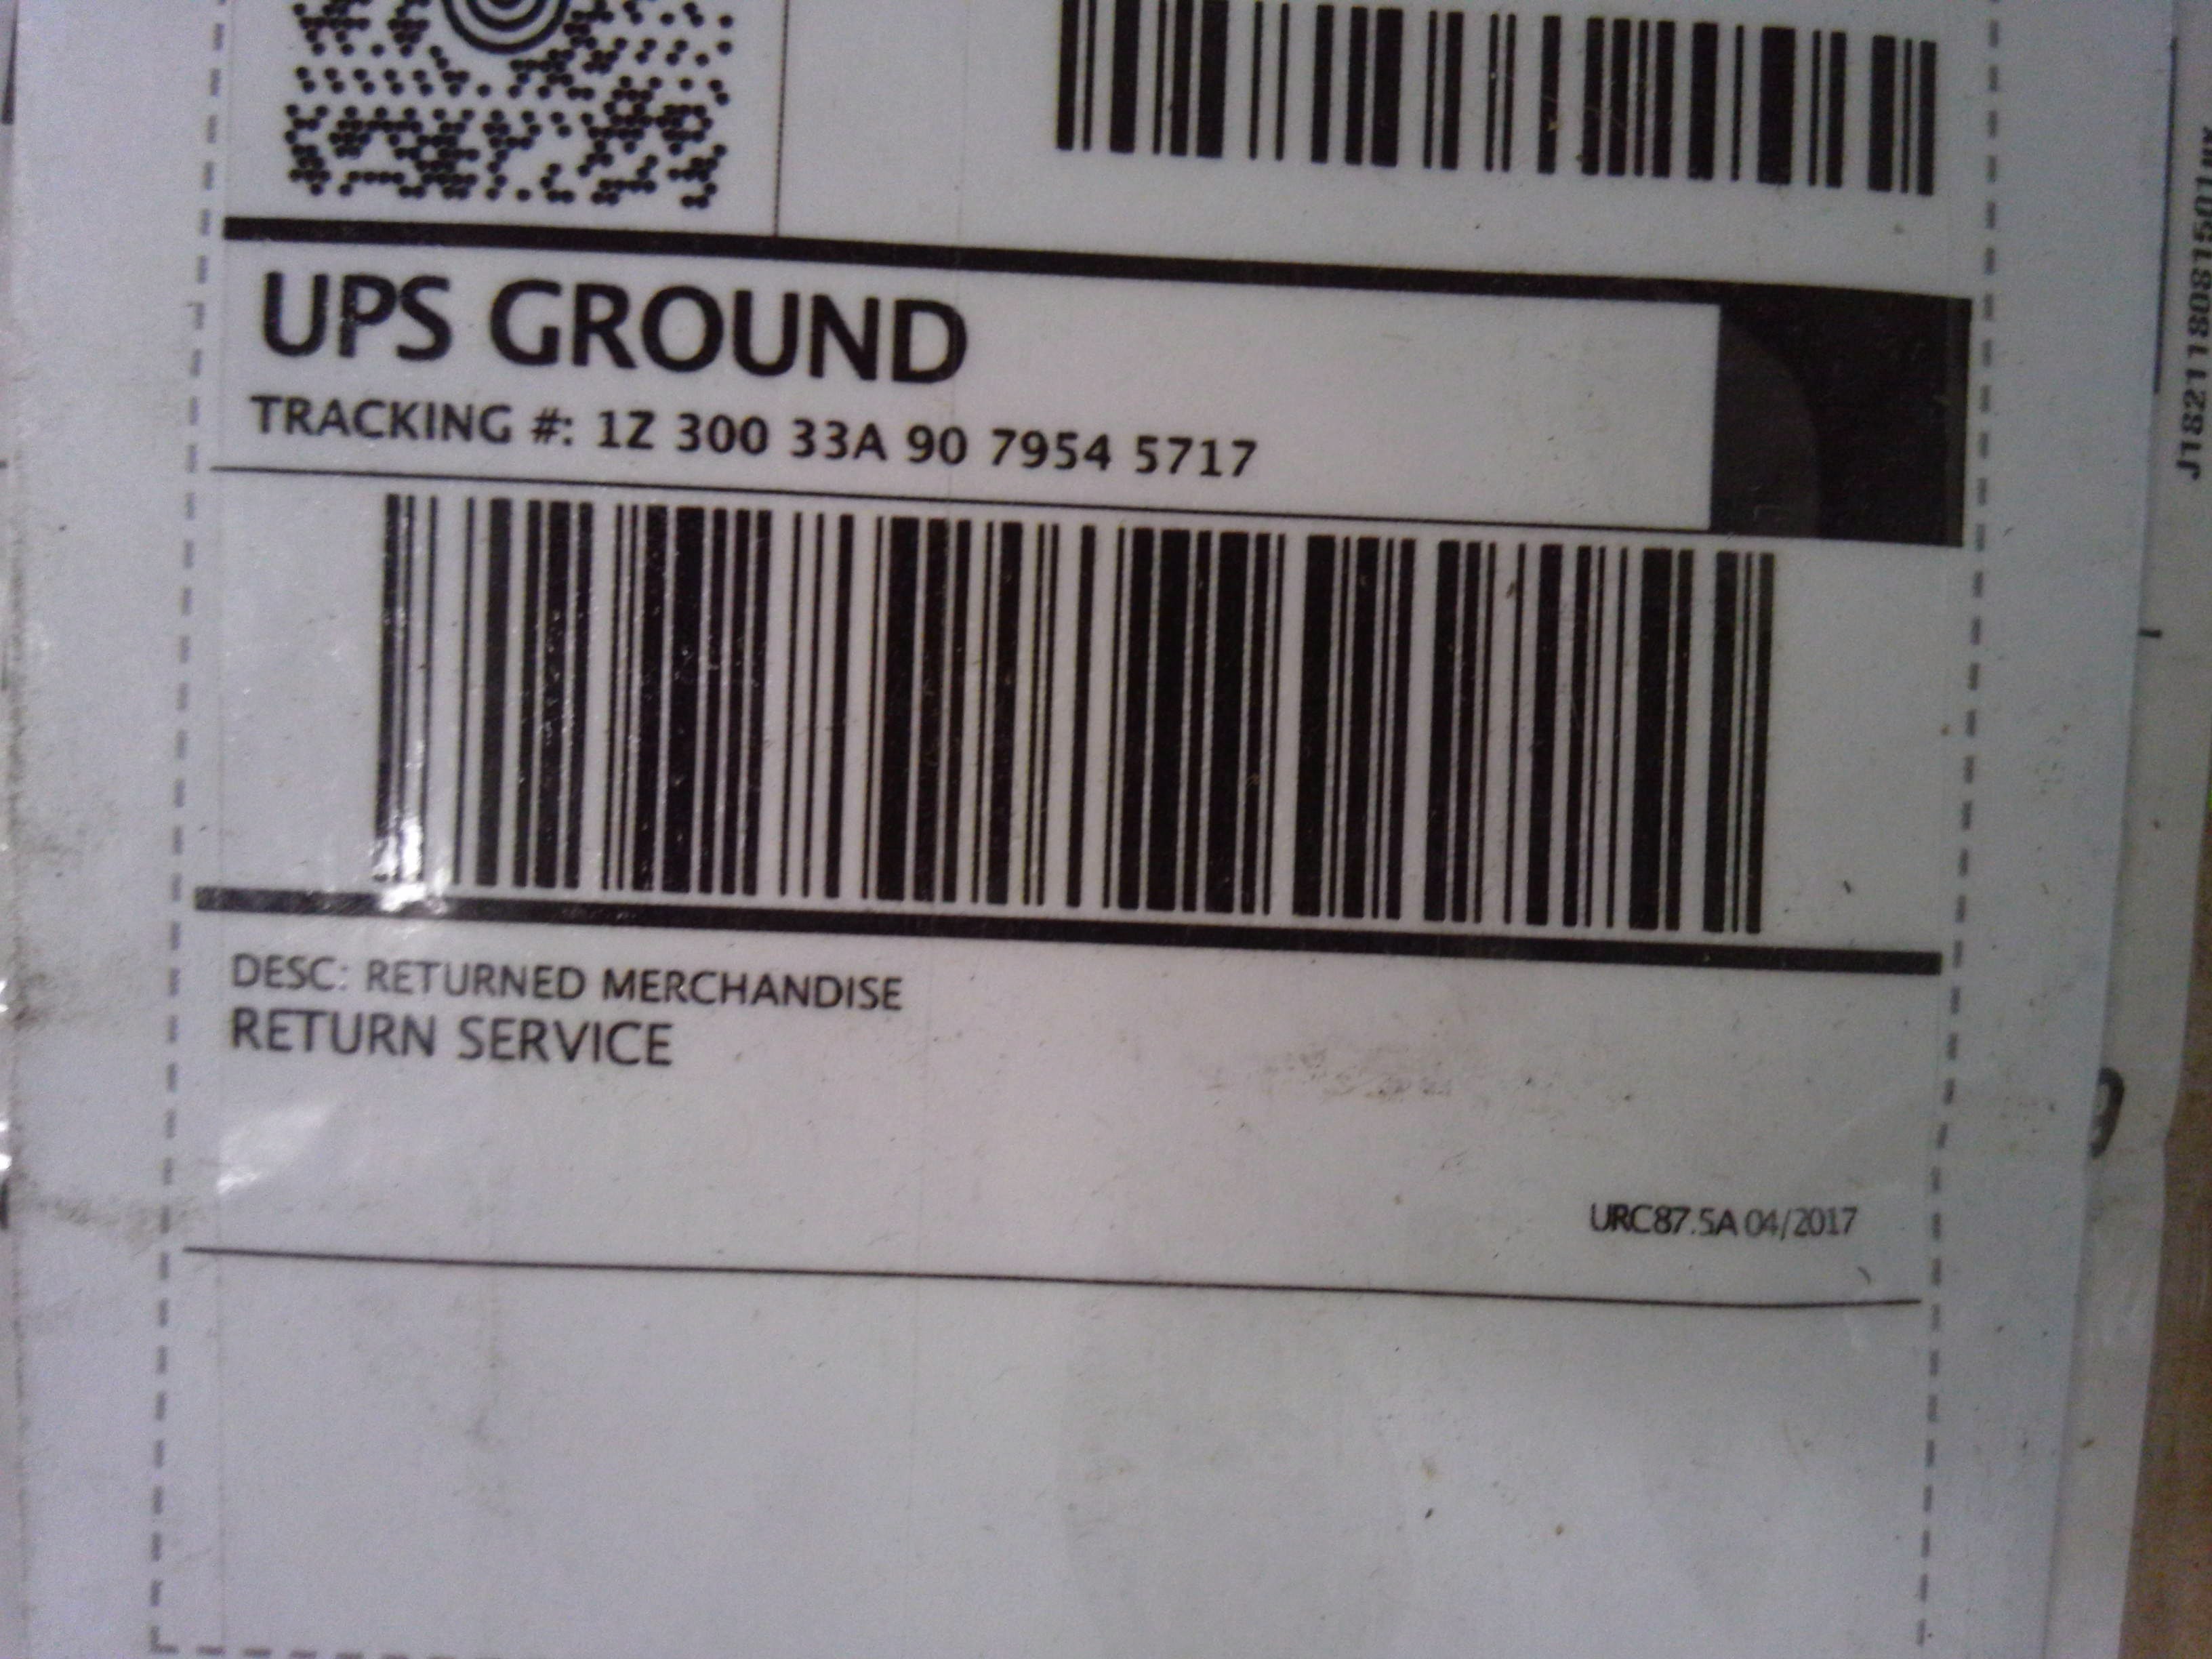 UPS GROUND
TRACKING #: 1Z 300 33A 90 7954 5717
DESC: RETURNED MERCHANDISE
RETURN SERVICE
URC87.5A 04/2017